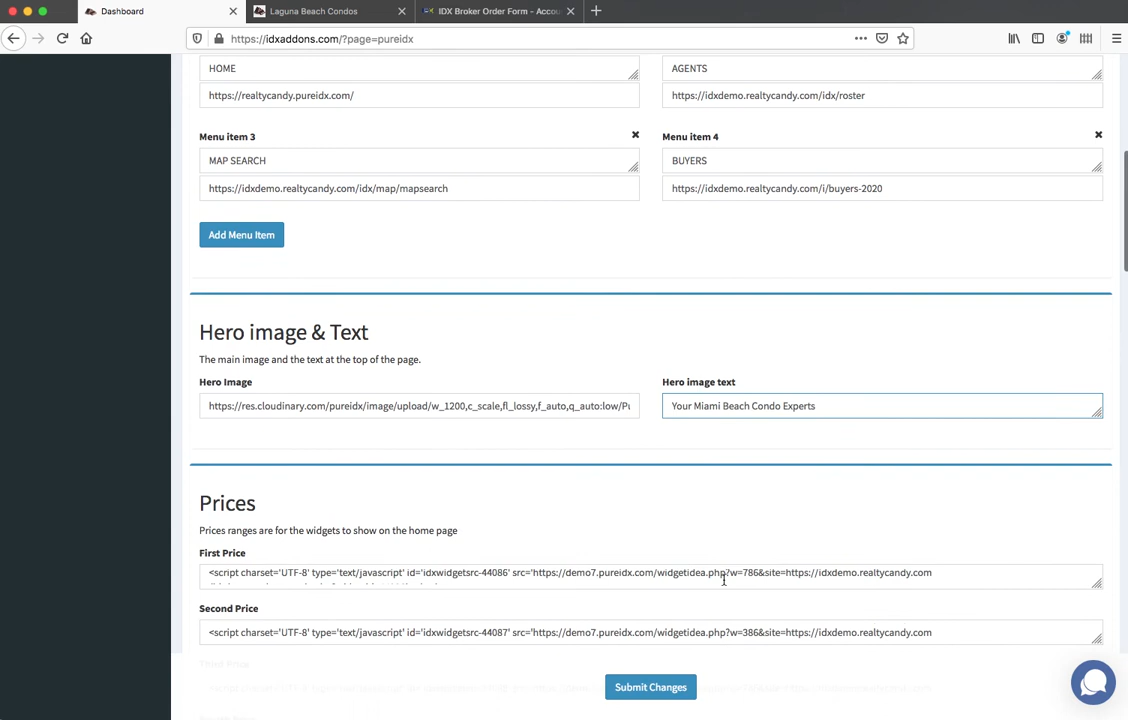 Dashboard
Laguna Beach Condos
IDX Broker Order Form – Accou
https://idxaddons.com/?page=pureidx
HOME
AGENTS
https://realtycandy.pureidx.com/
https://idxdemo.realtycandy.com/idx/roster
Menu item 3
Menu item 4
MAP SEARCH
BUYERS
https://idxdemo.realtycandy.com/idx/map/mapsearch
https://idxdemo.realtycandy.com/i/buyers-2020
Add Menu Item
Hero image & Text
The main image and the text at the top of the page.
Hero Image
Hero image text
https://res.cloudinary.com/pureidx/image/upload/w_1200,c_scale,fl_lossy,f_auto,q_auto:low/Pu
Your Miami Beach Condo Experts
Prices
Prices ranges are for the widgets to show on the home page
First Price
<script charset='UTF-8' type='text/javascript' id='idxwidgetsrc-44086' src='https://demo7.pureidx.com/widgetidea.php?w=786&site=https://idxdemo.realtycandy.com
Second Price
<script charset='UTF-8' type='text/javascript' id='idxwidgetsrc-44087' src='https://demo7.pureidx.com/widgetidea.php?w=386&site=https://idxdemo.realtycandy.com
Third Price
Submit Changes